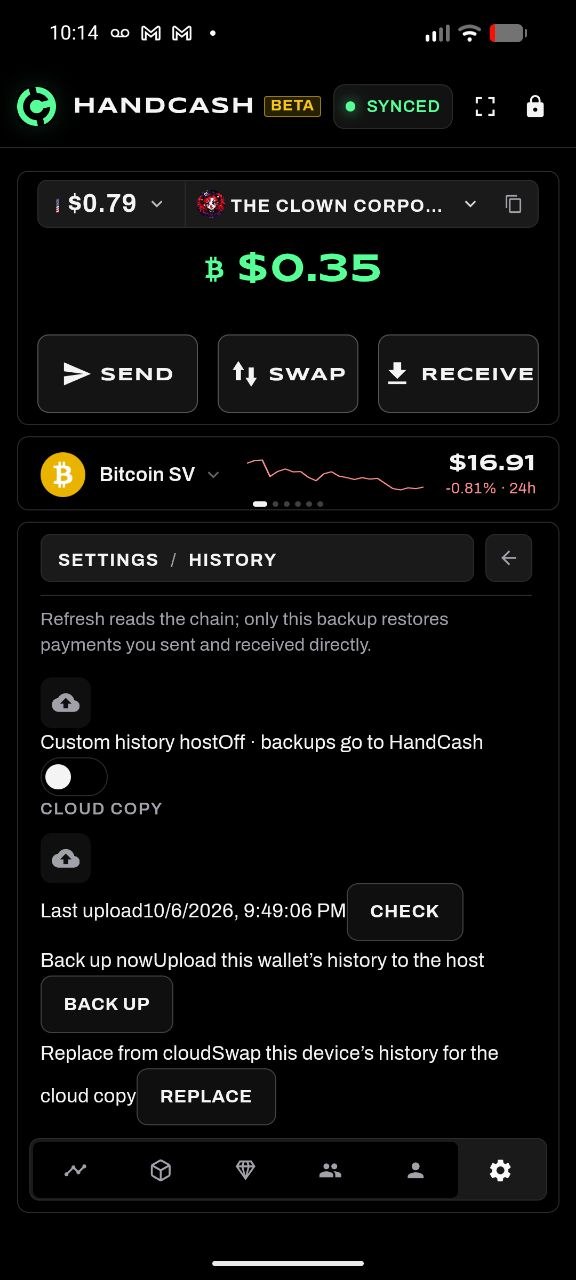 10:14
HANDCASH BETA SYNCED
$0.79 THE CLOWN CORPO...
$0.35
SEND SWAP RECEIVE
Bitcoin SV $16.91
-0.81% · 24h
SETTINGS / HISTORY
Refresh reads the chain; only this backup restores
payments you sent and received directly.
Custom history hostOff · backups go to HandCash
CLOUD COPY
Last upload10/6/2026, 9:49:06 PM CHECK
Back up nowUpload this wallet’s history to the host
BACK UP
Replace from cloudSwap this device’s history for the
cloud copy REPLACE